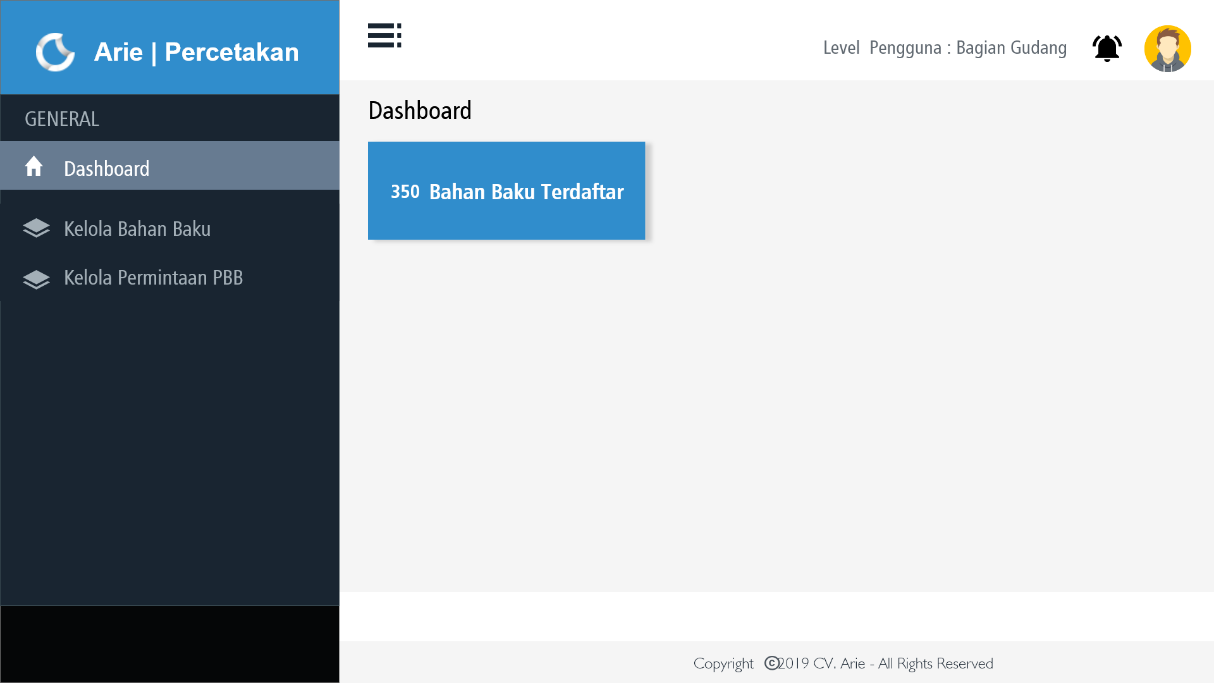 Arie | Percetakan
Level Pengguna : Bagian Gudang
GENERAL
Dashboard
Kelola Bahan Baku
Kelola Permintaan PBB
Dashboard
350 Bahan Baku Terdaftar
Copyright ©2019 CV. Arie - All Rights Reserved